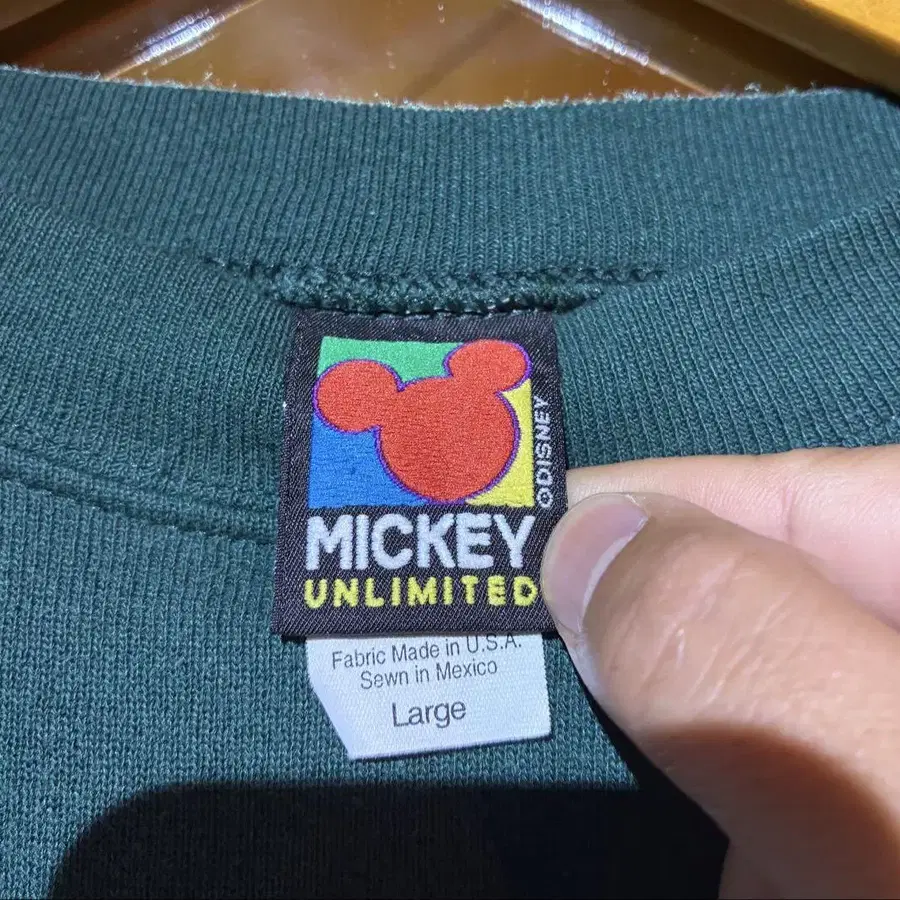 ©DISNEY
MICKEY
UNLIMITED
Fabric Made in U.S.A.
Sewn in Mexico
Large